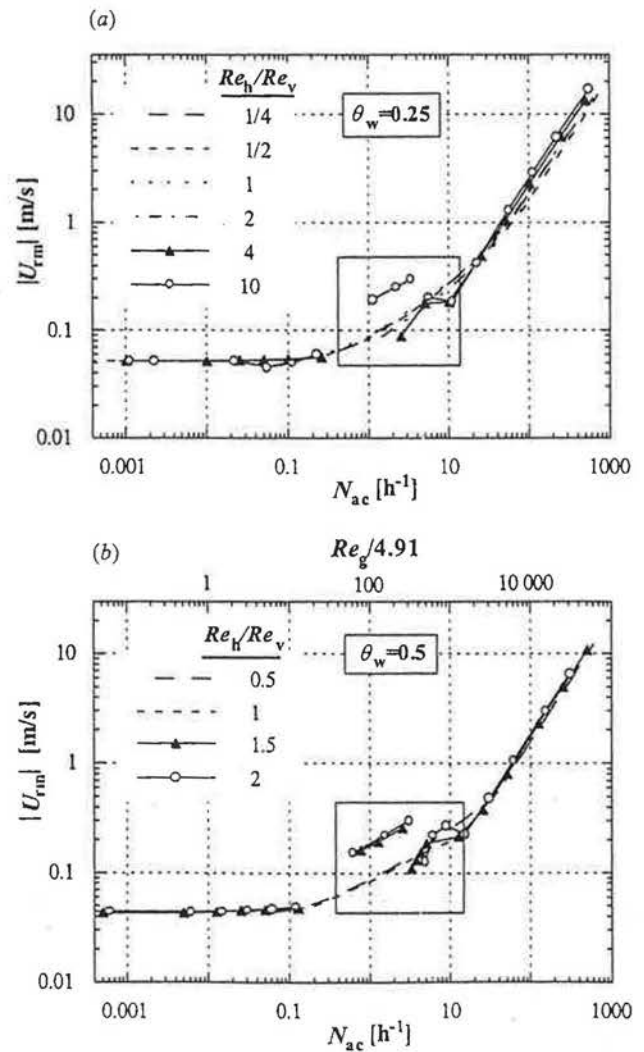 (a)
Re_h/Re_v
1/4
1/2
1
2
4
10
θ_w=0.25
|U_rm| [m/s]
10
1
0.1
0.01
0.001
0.1
10
1000
N_ac [h⁻¹]
(b)
Re_g/4.91
1
100
10 000
Re_h/Re_v
0.5
1
1.5
2
θ_w=0.5
|U_rm| [m/s]
10
1
0.1
0.01
0.001
0.1
10
1000
N_ac [h⁻¹]